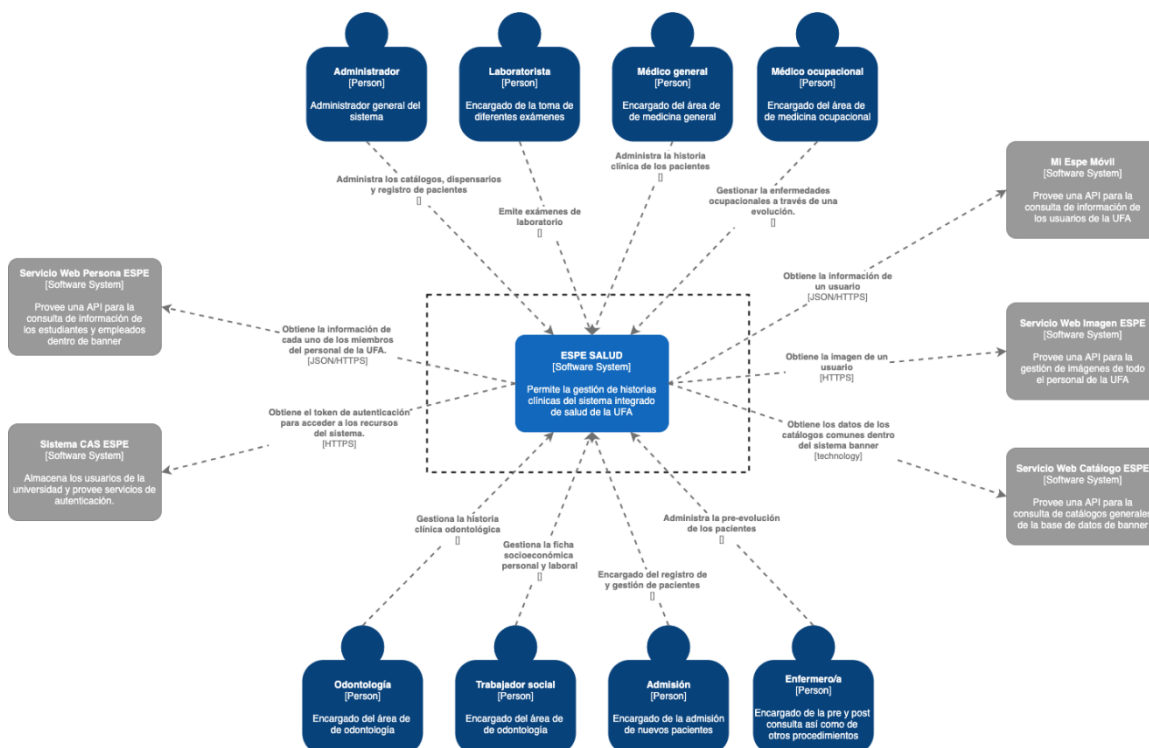 Administrador
[Person]
Administrador general del
sistema
Laboratorista
[Person]
Encargado de la toma de
diferentes exámenes
Médico general
[Person]
Encargado del área de
de medicina general
Médico ocupacional
[Person]
Encargado del área de
de medicina ocupacional
Administra los catálogos, dispensarios
y registro de pacientes
[]
Emite exámenes de
laboratorio
[]
Administra la historia
clínica de los pacientes
[]
Gestionar la enfermedades
ocupacionales a través de una
evolución.
[]
Mi Espe Móvil
[Software System]
Provee una API para la
consulta de información de
los usuarios de la UFA
Servicio Web Persona ESPE
[Software System]
Provee una API para la
consulta de información de
los estudiantes y empleados
dentro de banner
Obtiene la información de
cada uno de los miembros
del personal de la UFA.
[JSON/HTTPS]
ESPE SALUD
[Software System]
Permite la gestión de historias
clínicas del sistema integrado
de salud de la UFA
Obtiene la información de
un usuario
[JSON/HTTPS]
Obtiene la imagen de un
usuario
[HTTPS]
Servicio Web Imagen ESPE
[Software System]
Provee una API para la
gestión de imágenes de todo
el personal de la UFA
Sistema CAS ESPE
[Software System]
Almacena los usuarios de la
universidad y provee servicios de
autenticación.
Obtiene el token de autenticación
para acceder a los recursos
del sistema.
[HTTPS]
Obtiene los datos de los
catálogos comunes dentro
del sistema banner
[technology]
Servicio Web Catálogo ESPE
[Software System]
Provee una API para la
consulta de catálogos generales
de la base de datos de banner
Gestiona la historia
clínica odontológica
[]
Gestiona la ficha
socioeconómica
personal y laboral
[]
Encargado del registro de
y gestión de pacientes
[]
Administra la pre-evolución
de los pacientes
[]
Odontología
[Person]
Encargado del área de
de odontología
Trabajador social
[Person]
Encargado del área de
de odontología
Admisión
[Person]
Encargado de la admisión
de nuevos pacientes
Enfermero/a
[Person]
Encargado de la pre y post
consulta así como de
otros procedimientos